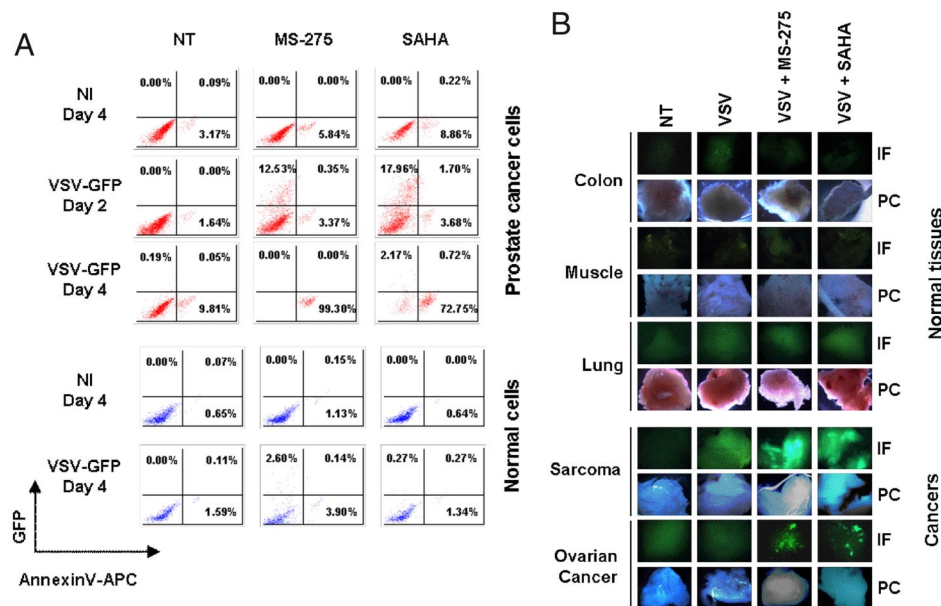 A
NT MS-275 SAHA
NI
Day 4
0.00% 0.09% 0.00% 0.00% 0.00% 0.22%
3.17% 5.84% 8.86%
VSV-GFP
Day 2
0.00% 0.00% 12.53% 0.35% 17.96% 1.70%
1.64% 3.37% 3.68%
VSV-GFP
Day 4
0.19% 0.05% 0.00% 0.00% 2.17% 0.72%
9.81% 99.30% 72.75%
Prostate cancer cells
NI
Day 4
0.00% 0.07% 0.00% 0.15% 0.00% 0.00%
0.65% 1.13% 0.64%
VSV-GFP
Day 4
0.00% 0.11% 2.60% 0.14% 0.27% 0.27%
1.59% 3.90% 1.34%
Normal cells
GFP
AnnexinV-APC
B
NT
VSV
VSV + MS-275
VSV + SAHA
Colon
IF
PC
Muscle
IF
PC
Lung
IF
PC
Normal tissues
Sarcoma
IF
PC
Ovarian
Cancer
IF
PC
Cancers